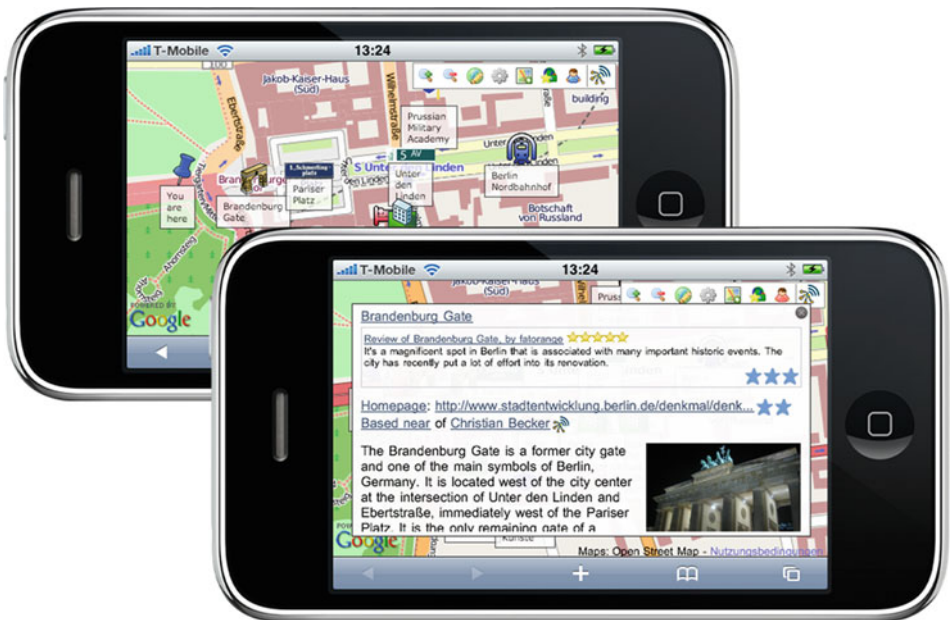 T-Mobile 13:24
100
Jakob-Kaiser-Haus
(Süd)
Ebertstraße
Wilhelmstraße
building
Prussian
Military
Academy
5 AV
S Unter den Linden
Unter
den
Linden
Berlin
Nordbahnhof
Pariser
Platz
Brandenburg
Gate
You
are
here
Botschaft
von Russland
Ahornsteig
POWERED BY
Google
T-Mobile 13:24
(Süd)
Brandenburg Gate
Review of Brandenburg Gate, by fatorange
It's a magnificent spot in Berlin that is associated with many important historic events. The
city has recently put a lot of effort into its renovation.
Homepage: http://www.stadtentwicklung.berlin.de/denkmal/denk...
Based near of Christian Becker
The Brandenburg Gate is a former city gate
and one of the main symbols of Berlin,
Germany. It is located west of the city center
at the intersection of Unter den Linden and
Ebertstraße, immediately west of the Pariser
Platz. It is the only remaining gate of a
Google
Künste
Maps: Open Street Map - Nutzungsbedingungen